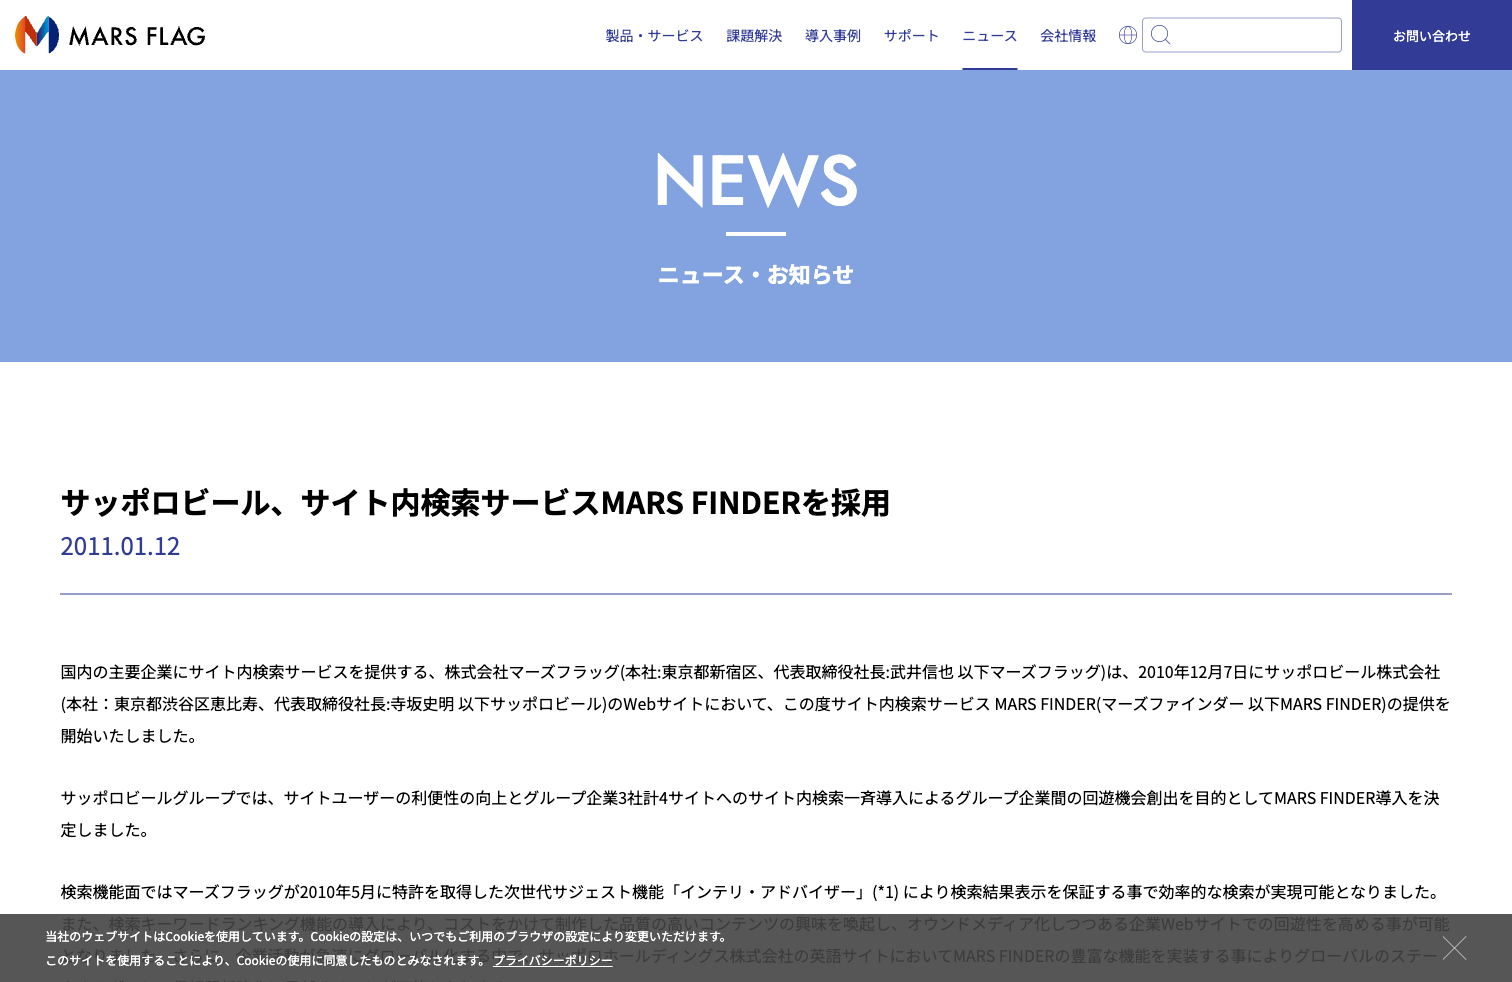 MARS FLAG
製品・サービス 課題解決 導入事例 サポート ニュース 会社情報 お問い合わせ
NEWS
ニュース・お知らせ
サッポロビール、サイト内検索サービスMARS FINDERを採用
2011.01.12
国内の主要企業にサイト内検索サービスを提供する、株式会社マーズフラッグ(本社:東京都新宿区、代表取締役社長:武井信也 以下マーズフラッグ)は、2010年12月7日にサッポロビール株式会社
(本社：東京都渋谷区恵比寿、代表取締役社長:寺坂史明 以下サッポロビール)のWebサイトにおいて、この度サイト内検索サービス MARS FINDER(マーズファインダー 以下MARS FINDER)の提供を
開始いたしました。
サッポロビールグループでは、サイトユーザーの利便性の向上とグループ企業3社計4サイトへのサイト内検索一斉導入によるグループ企業間の回遊機会創出を目的としてMARS FINDER導入を決
定しました。
検索機能面ではマーズフラッグが2010年5月に特許を取得した次世代サジェスト機能「インテリ・アドバイザー」(*1) により検索結果表示を保証する事で効率的な検索が実現可能となりました。
また、検索キーワードランキング機能の導入により、コストをかけて制作した品質の高いコンテンツの興味を喚起し、オウンドメディア化しつつある企業Webサイトでの回遊性を高める事が可能
ホールディングス株式会社の英語サイトにおいてMARS FINDERの豊富な機能を実装する事によりグローバルのステー
当社のウェブサイトはCookieを使用しています。Cookieの設定は、いつでもご利用のブラウザの設定により変更いただけます。
このサイトを使用することにより、Cookieの使用に同意したものとみなされます。 プライバシーポリシー